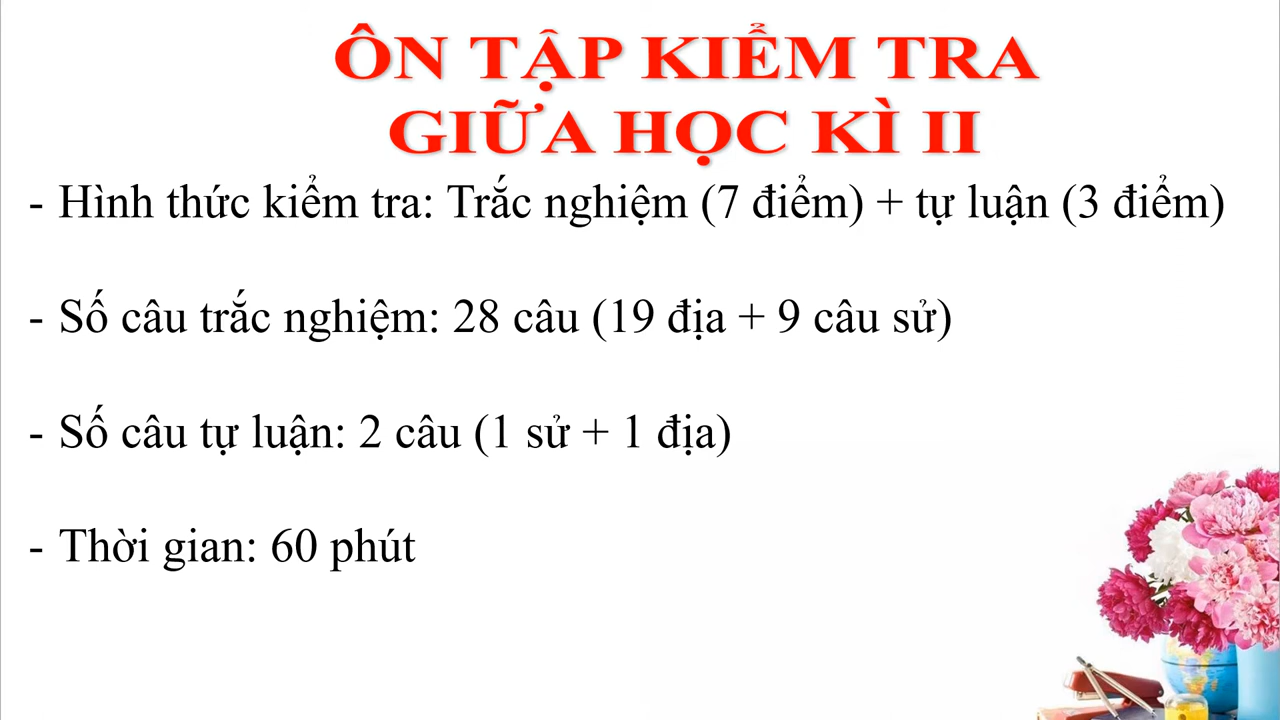 ÔN TẬP KIỂM TRA
GIỮA HỌC KÌ II
- Hình thức kiểm tra: Trắc nghiệm (7 điểm) + tự luận (3 điểm)
- Số câu trắc nghiệm: 28 câu (19 địa + 9 câu sử)
- Số câu tự luận: 2 câu (1 sử + 1 địa)
- Thời gian: 60 phút